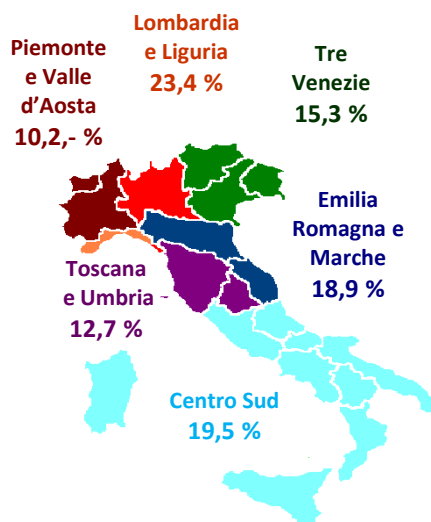 Lombardia
e Liguria
23,4 %
Piemonte
e Valle
d’Aosta
10,2,- %
Tre
Venezie
15,3 %
Emilia
Romagna e
Marche
18,9 %
Toscana
e Umbria
12,7 %
Centro Sud
19,5 %